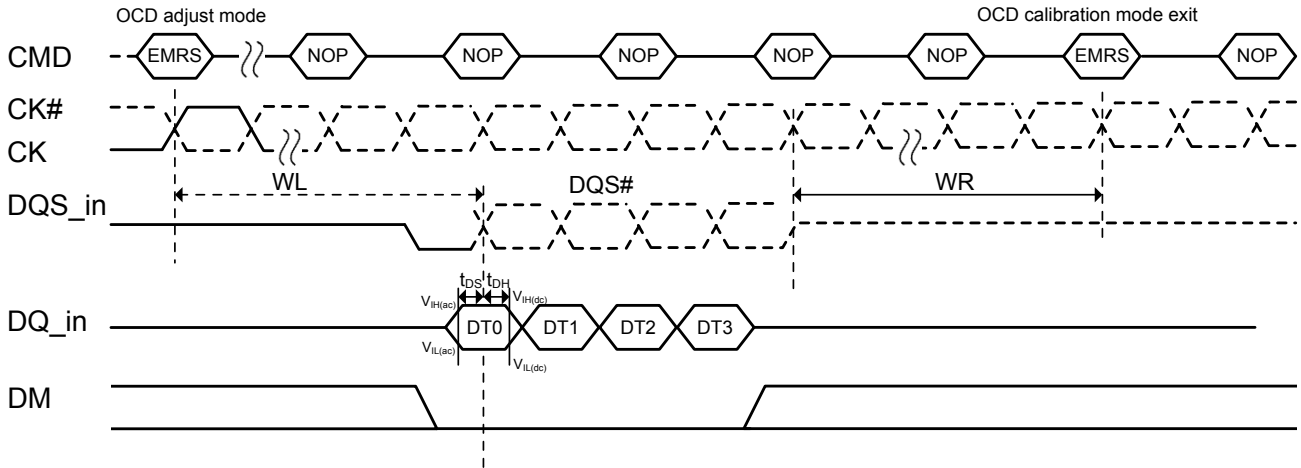 OCD adjust mode OCD calibration mode exit
CMD EMRS NOP NOP NOP NOP NOP EMRS NOP
CK#
CK
WL DQS# WR
DQS_in
tDS tDH
VIH(ac) VIH(dc)
DQ_in DT0 DT1 DT2 DT3
VIL(ac) VIL(dc)
DM